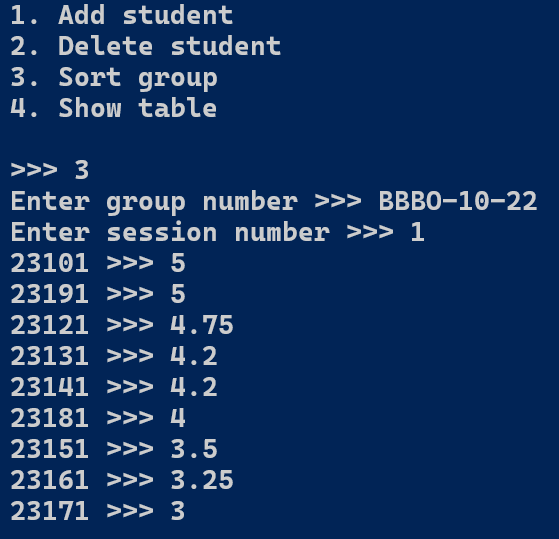 1. Add student
2. Delete student
3. Sort group
4. Show table
>>> 3
Enter group number >>> BBBO-10-22
Enter session number >>> 1
23101 >>> 5
23191 >>> 5
23121 >>> 4.75
23131 >>> 4.2
23141 >>> 4.2
23181 >>> 4
23151 >>> 3.5
23161 >>> 3.25
23171 >>> 3